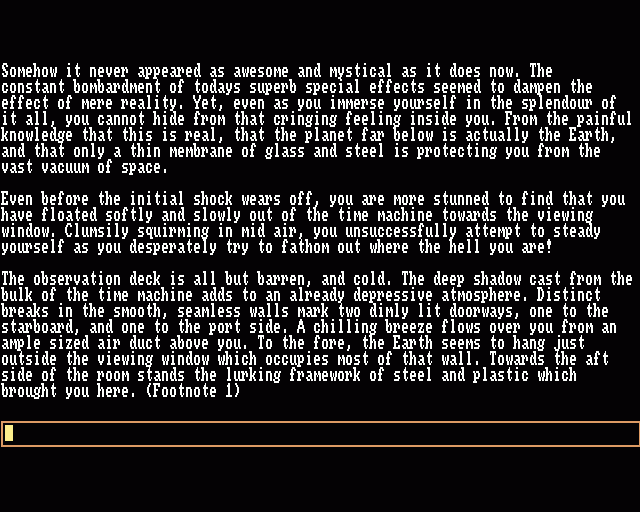 Somehow it never appeared as awesome and mystical as it does now. The
constant bombardment of todays superb special effects seemed to dampen the
effect of mere reality. Yet, even as you immerse yourself in the splendour of
it all, you cannot hide from that cringing feeling inside you. From the painful
knowledge that this is real, that the planet far below is actually the Earth,
and that only a thin membrane of glass and steel is protecting you from the
vast vacuum of space.
Even before the initial shock wears off, you are more stunned to find that you
have floated softly and slowly out of the time machine towards the viewing
window. Clumsily squirming in mid air, you unsuccessfully attempt to steady
yourself as you desperately try to fathom out where the hell you are!
The observation deck is all but barren, and cold. The deep shadow cast from the
bulk of the time machine adds to an already depressive atmosphere. Distinct
breaks in the smooth, seamless walls mark two dimly lit doorways, one to the
starboard, and one to the port side. A chilling breeze flows over you from an
ample sized air duct above you. To the fore, the Earth seems to hang just
outside the viewing window which occupies most of that wall. Towards the aft
side of the room stands the lurking framework of steel and plastic which
brought you here. (Footnote 1)